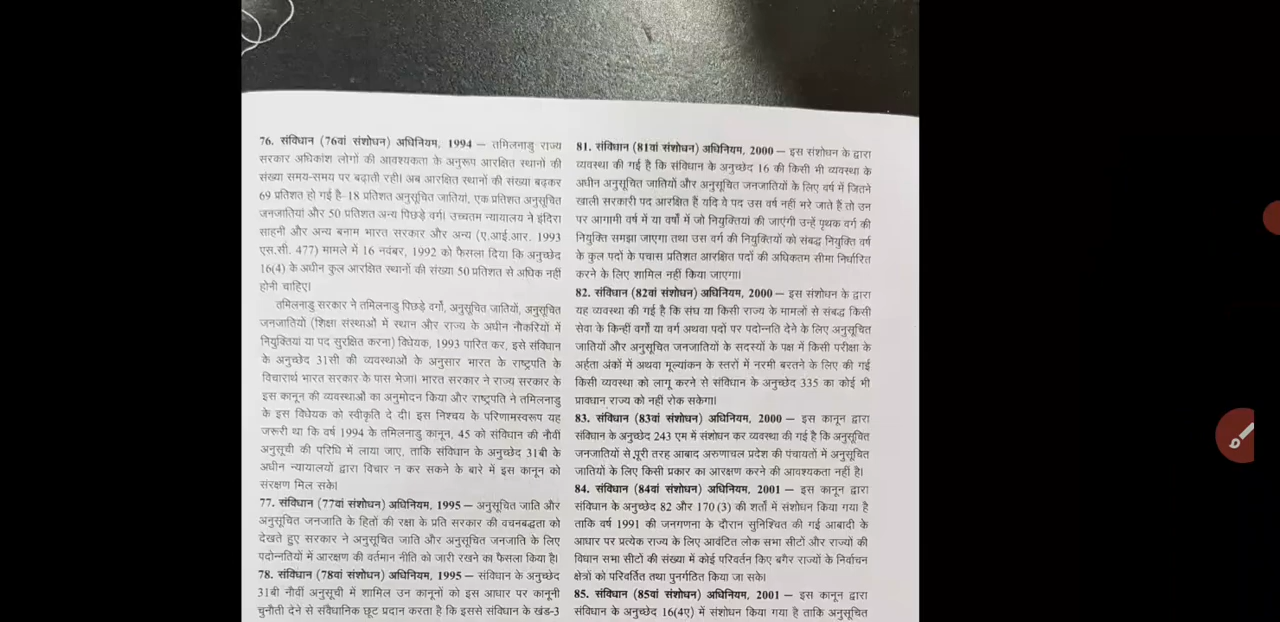 76. संविधान (76वां संशोधन) अधिनियम, 1994 — तमिलनाडु राज्य
सरकार अधिकांश लोगों की आवश्यकता के अनुरूप आरक्षित स्थानों की
संख्या समय-समय पर बढ़ाती रही। अब आरक्षित स्थानों की संख्या बढ़कर
69 प्रतिशत हो गई है–18 प्रतिशत अनुसूचित जातियां, एक प्रतिशत अनुसूचित
जनजातियां और 50 प्रतिशत अन्य पिछड़े वर्ग। उच्चतम न्यायालय ने इंदिरा
साहनी और अन्य बनाम भारत सरकार और अन्य (ए.आई.आर. 1993
एस.सी. 477) मामले में 16 नवंबर, 1992 को फैसला दिया कि अनुच्छेद
16(4) के अधीन कुल आरक्षित स्थानों की संख्या 50 प्रतिशत से अधिक नहीं
होनी चाहिए।
तमिलनाडु सरकार ने तमिलनाडु पिछड़े वर्गों, अनुसूचित जातियों, अनुसूचित
जनजातियों (शिक्षा संस्थाओं में स्थान और राज्य के अधीन नौकरियों में
नियुक्तियां या पद सुरक्षित करना) विधेयक, 1993 पारित कर, इसे संविधान
के अनुच्छेद 31सी की व्यवस्थाओं के अनुसार भारत के राष्ट्रपति के
विचारार्थ भारत सरकार के पास भेजा। भारत सरकार ने राज्य सरकार के
इस कानून की व्यवस्थाओं का अनुमोदन किया और राष्ट्रपति ने तमिलनाडु
के इस विधेयक को स्वीकृति दे दी। इस निश्चय के परिणामस्वरूप यह
जरूरी था कि वर्ष 1994 के तमिलनाडु कानून, 45 को संविधान की नौवीं
अनुसूची की परिधि में लाया जाए, ताकि संविधान के अनुच्छेद 31बी के
अधीन न्यायालयों द्वारा विचार न कर सकने के बारे में इस कानून को
संरक्षण मिल सके।
77. संविधान (77वां संशोधन) अधिनियम, 1995 — अनुसूचित जाति और
अनुसूचित जनजाति के हितों की रक्षा के प्रति सरकार की वचनबद्धता को
देखते हुए सरकार ने अनुसूचित जाति और अनुसूचित जनजाति के लिए
पदोन्नतियों में आरक्षण की वर्तमान नीति को जारी रखने का फैसला किया है।
78. संविधान (78वां संशोधन) अधिनियम, 1995 — संविधान के अनुच्छेद
31बी नौवीं अनुसूची में शामिल उन कानूनों को इस आधार पर कानूनी
चुनौती देने से संवैधानिक छूट प्रदान करता है कि इससे संविधान के खंड-3
81. संविधान (81वां संशोधन) अधिनियम, 2000 — इस संशोधन के द्वारा
व्यवस्था की गई है कि संविधान के अनुच्छेद 16 की किसी भी व्यवस्था के
अधीन अनुसूचित जातियों और अनुसूचित जनजातियों के लिए वर्ष में जितने
खाली सरकारी पद आरक्षित हैं यदि वे पद उस वर्ष नहीं भरे जाते हैं तो उन
पर आगामी वर्ष में या वर्षों में जो नियुक्तियां की जाएंगी उन्हें पृथक वर्ग की
नियुक्ति समझा जाएगा तथा उस वर्ग की नियुक्तियों को संबद्ध नियुक्ति वर्ष
के कुल पदों के पचास प्रतिशत आरक्षित पदों की अधिकतम सीमा निर्धारित
करने के लिए शामिल नहीं किया जाएगा।
82. संविधान (82वां संशोधन) अधिनियम, 2000 — इस संशोधन के द्वारा
यह व्यवस्था की गई है कि संघ या किसी राज्य के मामलों से संबद्ध किसी
सेवा के किन्हीं वर्गों या वर्ग अथवा पदों पर पदोन्नति देने के लिए अनुसूचित
जातियों और अनुसूचित जनजातियों के सदस्यों के पक्ष में किसी परीक्षा के
अर्हता अंकों में अथवा मूल्यांकन के स्तरों में नरमी बरतने के लिए की गई
किसी व्यवस्था को लागू करने से संविधान के अनुच्छेद 335 का कोई भी
प्रावधान राज्य को नहीं रोक सकेगा।
83. संविधान (83वां संशोधन) अधिनियम, 2000 — इस कानून द्वारा
संविधान के अनुच्छेद 243 एम में संशोधन कर व्यवस्था की गई है कि अनुसूचित
जनजातियों से पूरी तरह आबाद अरुणाचल प्रदेश की पंचायतों में अनुसूचित
जातियों के लिए किसी प्रकार का आरक्षण करने की आवश्यकता नहीं है।
84. संविधान (84वां संशोधन) अधिनियम, 2001 — इस कानून द्वारा
संविधान के अनुच्छेद 82 और 170 (3) की शर्तों में संशोधन किया गया है
ताकि वर्ष 1991 की जनगणना के दौरान सुनिश्चित की गई आबादी के
आधार पर प्रत्येक राज्य के लिए आवंटित लोक सभा सीटों और राज्यों की
विधान सभा सीटों की संख्या में कोई परिवर्तन किए बगैर राज्यों के निर्वाचन
क्षेत्रों को परिवर्तित तथा पुनर्गठित किया जा सके।
85. संविधान (85वां संशोधन) अधिनियम, 2001 — इस कानून द्वारा
संविधान के अनुच्छेद 16(4ए) में संशोधन किया गया है ताकि अनुसूचित